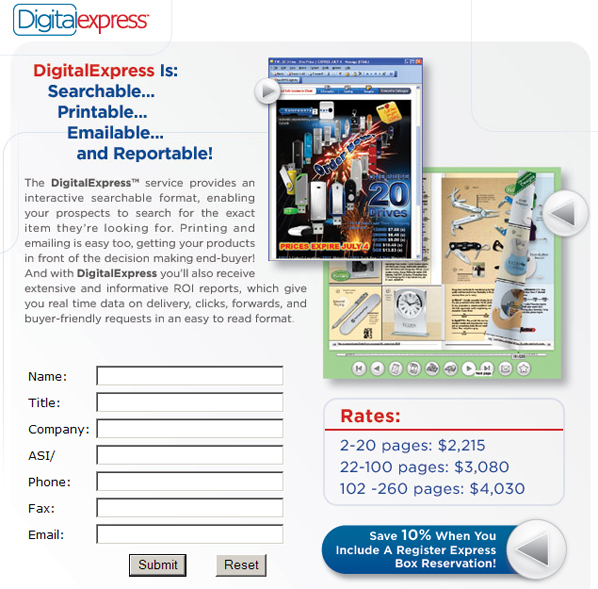 Digitalexpress
DigitalExpress Is:
Searchable...
Printable...
Emailable...
and Reportable!
The DigitalExpress™ service provides an
interactive searchable format, enabling
your prospects to search for the exact
item they're looking for. Printing and
emailing is easy too, getting your products
in front of the decision making end-buyer!
And with DigitalExpress you'll also receive
extensive and informative ROI reports, which give
you real time data on delivery, clicks, forwards, and
buyer-friendly requests in an easy to read format.
Order Now...
20
Drives
PRICES EXPIRE JULY 4
Next page
Name:
Title:
Company:
ASI/
Phone:
Fax:
Email:
Submit Reset
Rates:
2-20 pages: $2,215
22-100 pages: $3,080
102 -260 pages: $4,030
Save 10% When You
Include A Register Express
Box Reservation!